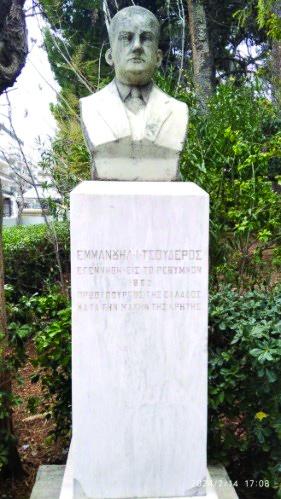 ΕΜΜΑΝΟΥΗΛ·Ι·ΤΣΟΥΔΕΡΟΣ
ΕΓΕΝΝΗΘΗ·ΕΙΣ ΤΟ ΡΕΘΥΜΝΟΝ
1882
ΠΡΩΘΥΠΟΥΡΓΟΣ ΤΗΣ ΕΛΛΑΔΟΣ
ΚΑΤΑ ΤΗΝ ΜΑΧΗΝ ΤΗΣ ΚΡΗΤΗΣ
2024/2/14 17:08